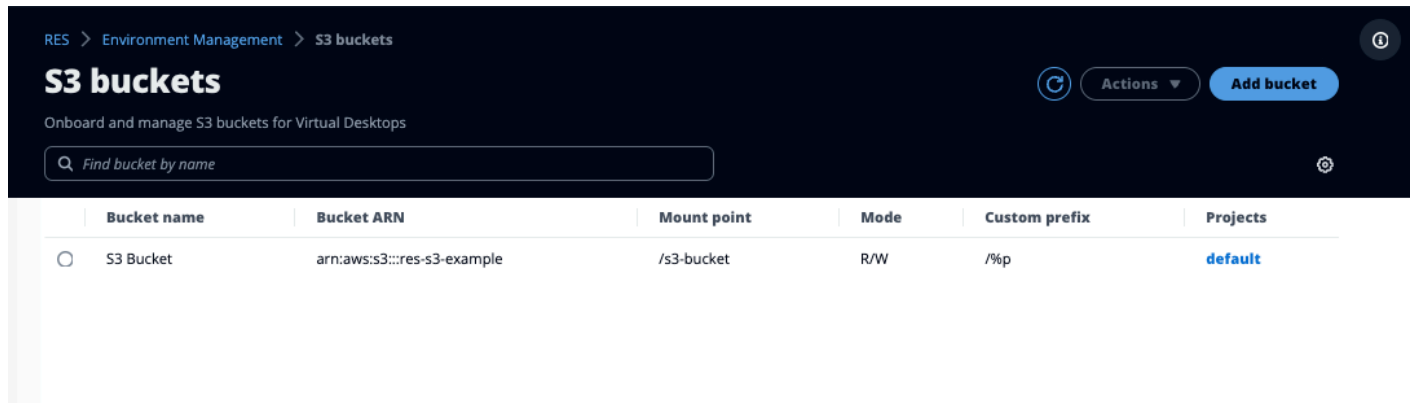 RES > Environment Management > S3 buckets
S3 buckets
Actions ▼ Add bucket
Onboard and manage S3 buckets for Virtual Desktops
Find bucket by name
Bucket name Bucket ARN Mount point Mode Custom prefix Projects
S3 Bucket arn:aws:s3:::res-s3-example /s3-bucket R/W /%p default